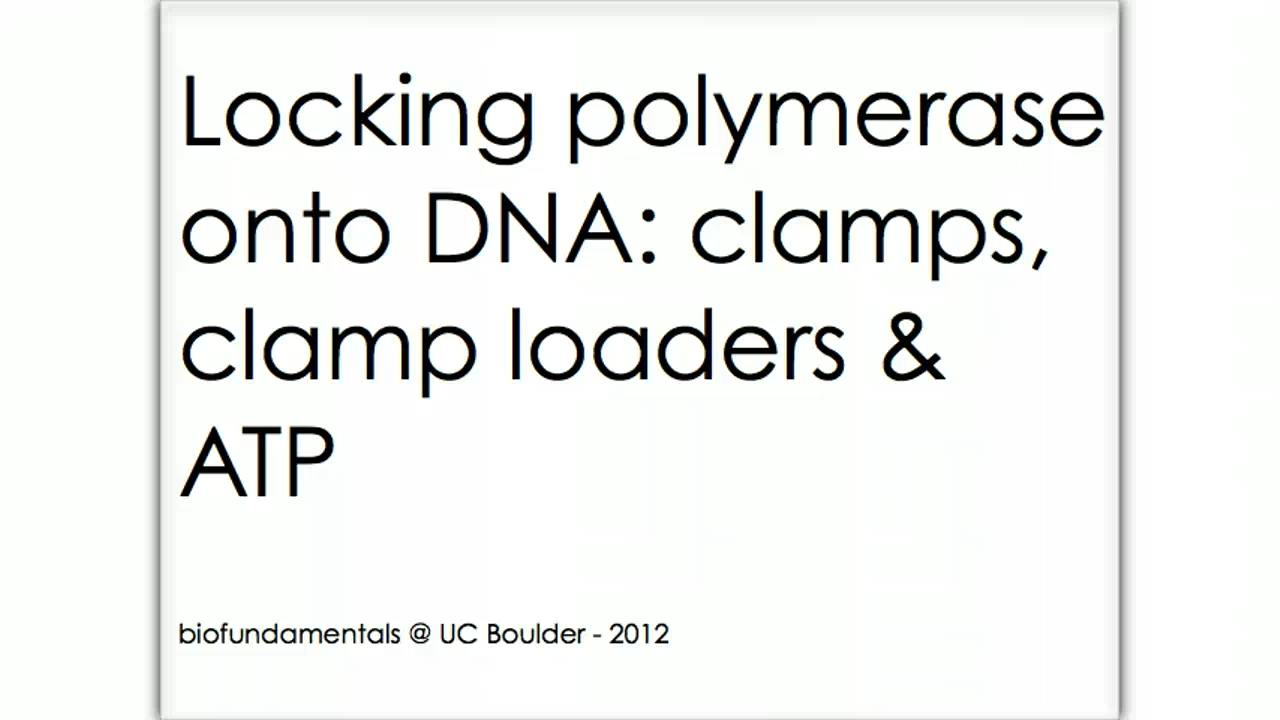 Locking polymerase
onto DNA: clamps,
clamp loaders &
ATP
biofundamentals @ UC Boulder - 2012